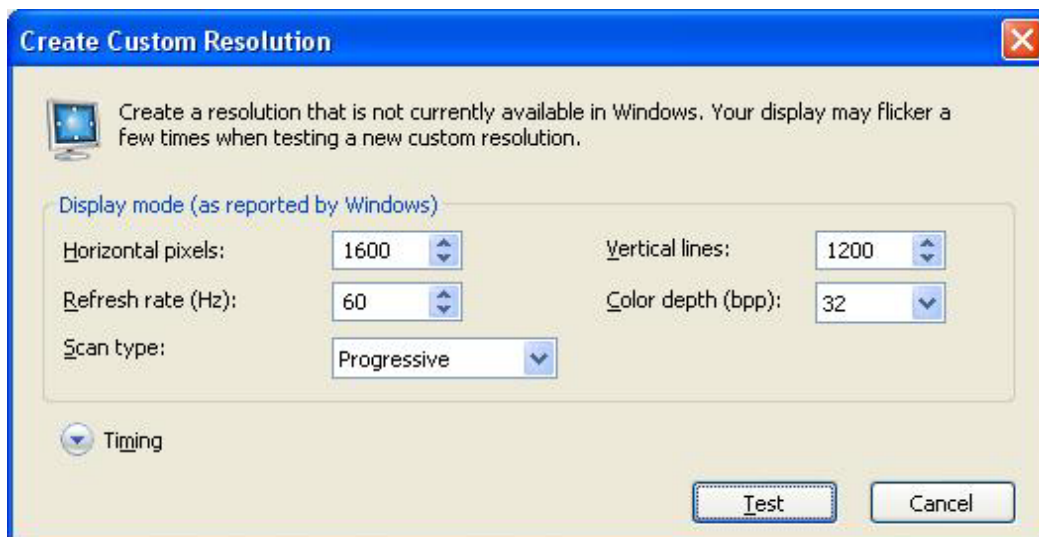 Create Custom Resolution
Create a resolution that is not currently available in Windows. Your display may flicker a
few times when testing a new custom resolution.
Display mode (as reported by Windows)
Horizontal pixels: 1600 Vertical lines: 1200
Refresh rate (Hz): 60 Color depth (bpp): 32
Scan type: Progressive
Timing
Test Cancel